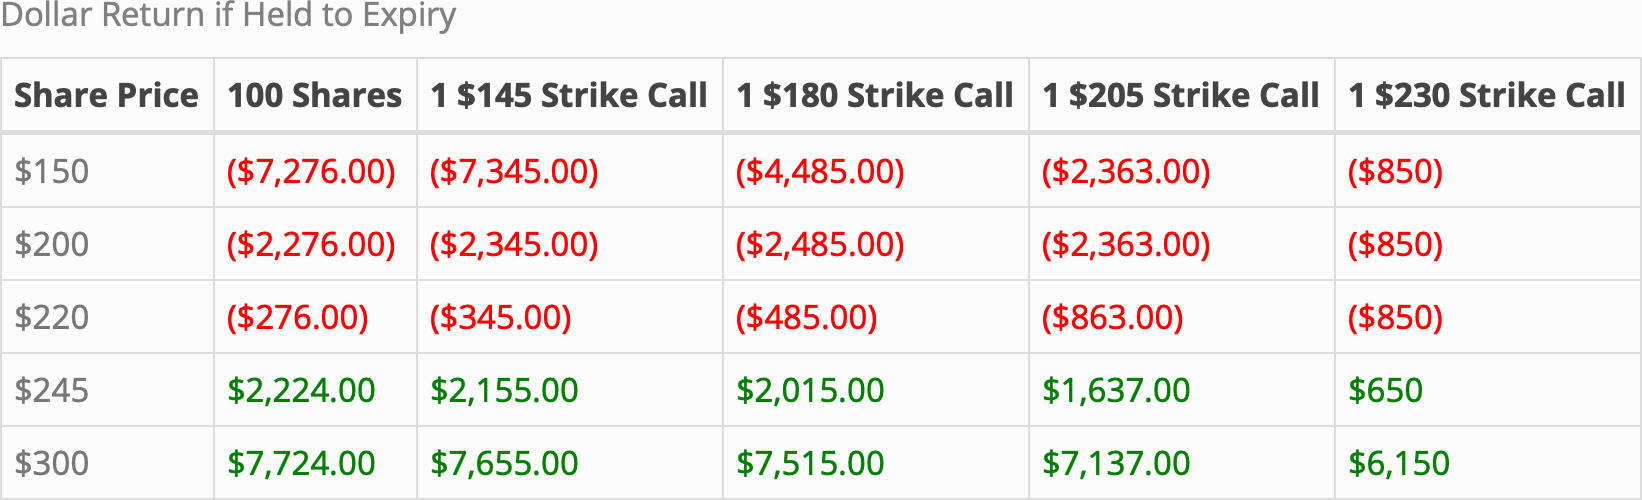 Dollar Return if Held to Expiry
Share Price 100 Shares 1 $145 Strike Call 1 $180 Strike Call 1 $205 Strike Call 1 $230 Strike Call
$150 ($7,276.00) ($7,345.00) ($4,485.00) ($2,363.00) ($850)
$200 ($2,276.00) ($2,345.00) ($2,485.00) ($2,363.00) ($850)
$220 ($276.00) ($345.00) ($485.00) ($863.00) ($850)
$245 $2,224.00 $2,155.00 $2,015.00 $1,637.00 $650
$300 $7,724.00 $7,655.00 $7,515.00 $7,137.00 $6,150